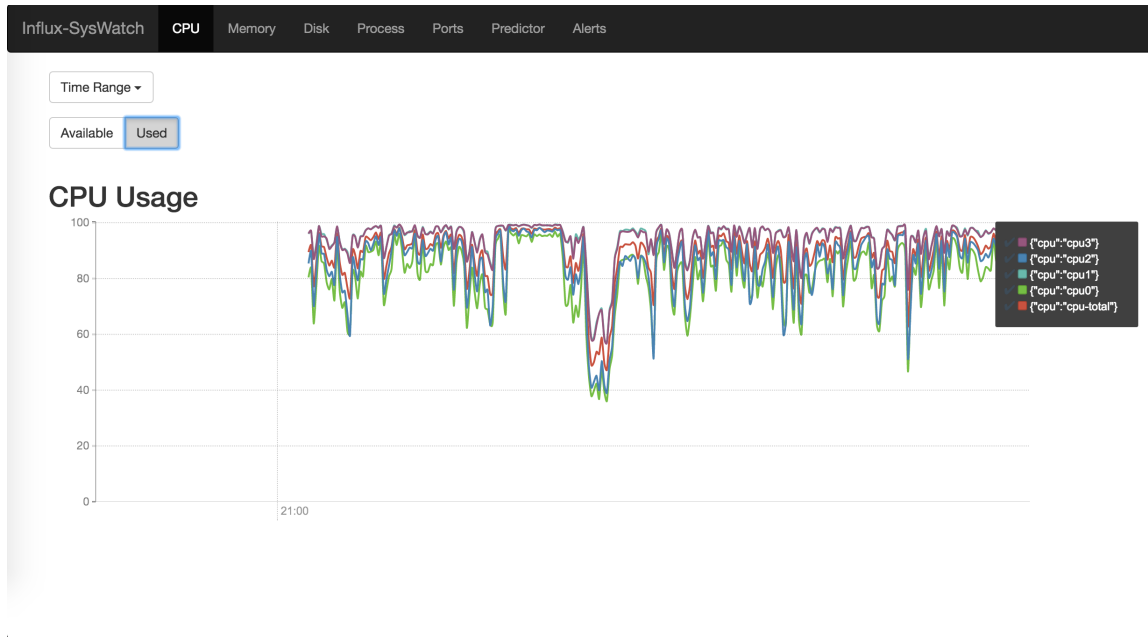 Influx-SysWatch CPU Memory Disk Process Ports Predictor Alerts
Time Range
Available Used
CPU Usage
100
80
60
40
20
0
21:00
{"cpu":"cpu3"}
{"cpu":"cpu2"}
{"cpu":"cpu1"}
{"cpu":"cpu0"}
{"cpu":"cpu-total"}